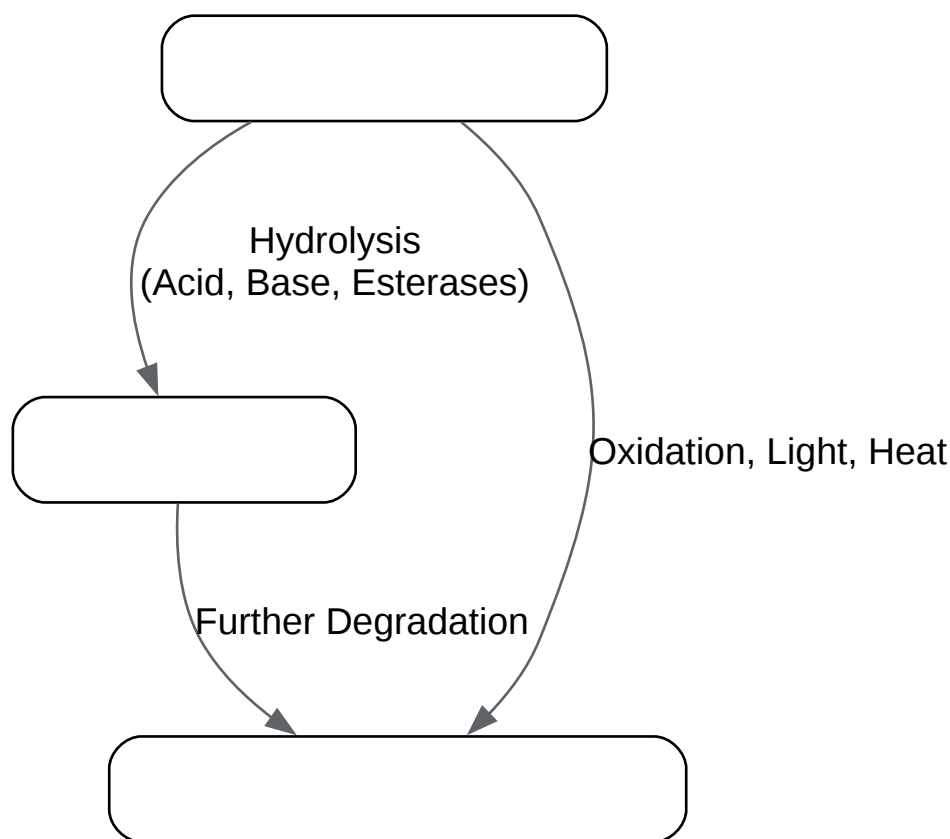 Hydrolysis
(Acid, Base, Esterases)
Oxidation, Light, Heat
Further Degradation